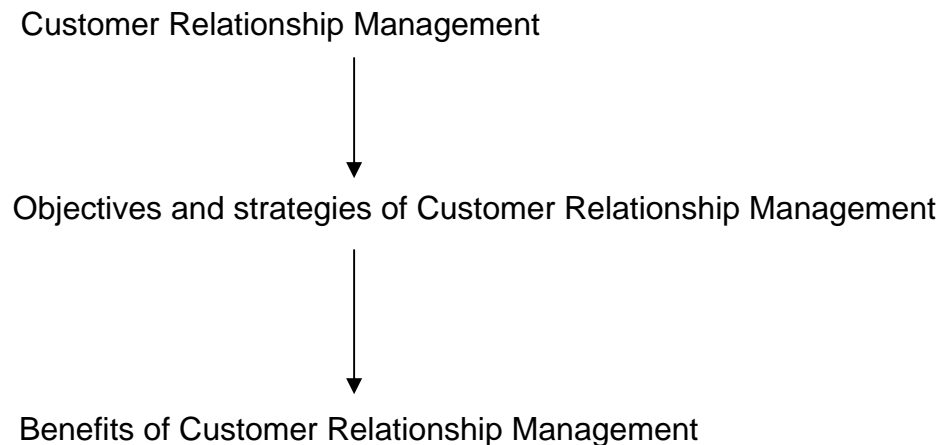 Customer Relationship Management
Objectives and strategies of Customer Relationship Management
Benefits of Customer Relationship Management